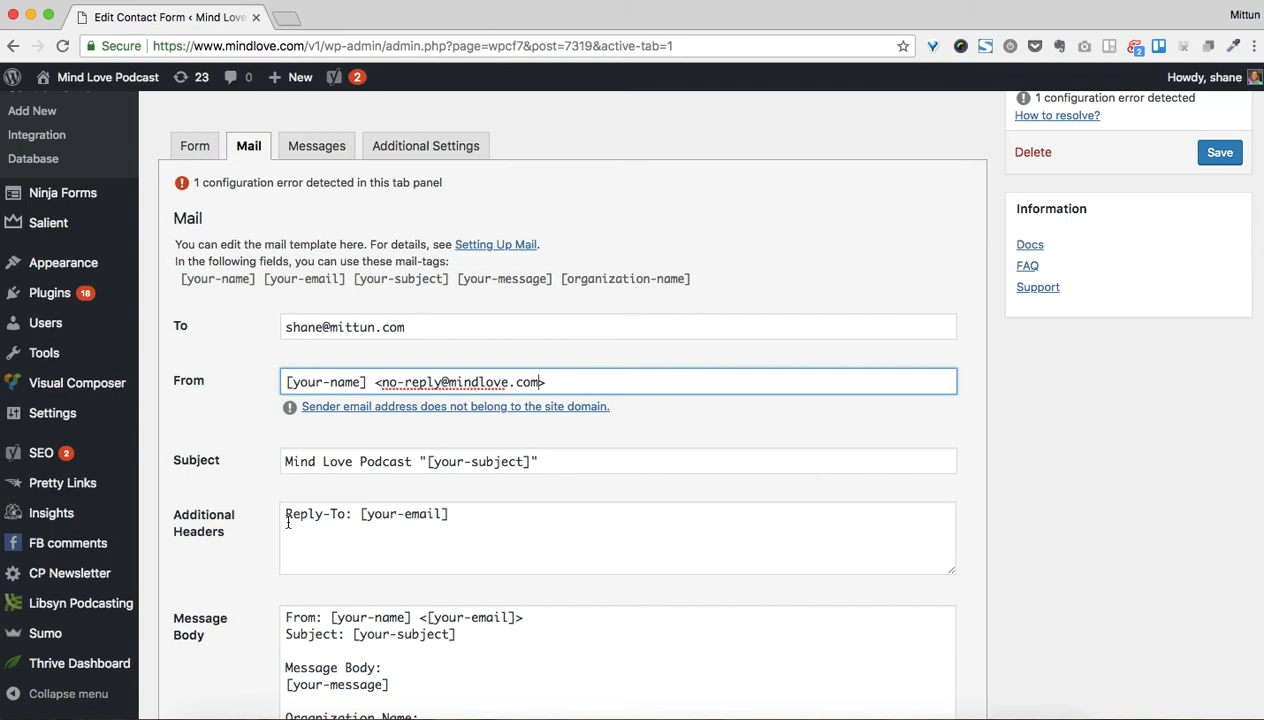 Edit Contact Form ‹ Mind Love
Mittun
Secure
https://www.mindlove.com/v1/wp-admin/admin.php?page=wpcf7&post=7319&active-tab=1
2
Mind Love Podcast
23
0
New
2
Howdy, shane
Add New
Integration
Database
Ninja Forms
Salient
Appearance
Plugins 18
Users
Tools
Visual Composer
Settings
SEO 2
Pretty Links
Insights
FB comments
CP Newsletter
Libsyn Podcasting
Sumo
Thrive Dashboard
Collapse menu
Form
Mail
Messages
Additional Settings
1 configuration error detected in this tab panel
Mail
You can edit the mail template here. For details, see Setting Up Mail.
In the following fields, you can use these mail-tags:
[your-name] [your-email] [your-subject] [your-message] [organization-name]
To
shane@mittun.com
From
[your-name] <no-reply@mindlove.com>
Sender email address does not belong to the site domain.
Subject
Mind Love Podcast "[your-subject]"
Additional
Headers
Reply-To: [your-email]
Message
Body
From: [your-name] <[your-email]>
Subject: [your-subject]
Message Body:
[your-message]
Organization Name:
1 configuration error detected
How to resolve?
Delete
Save
Information
Docs
FAQ
Support